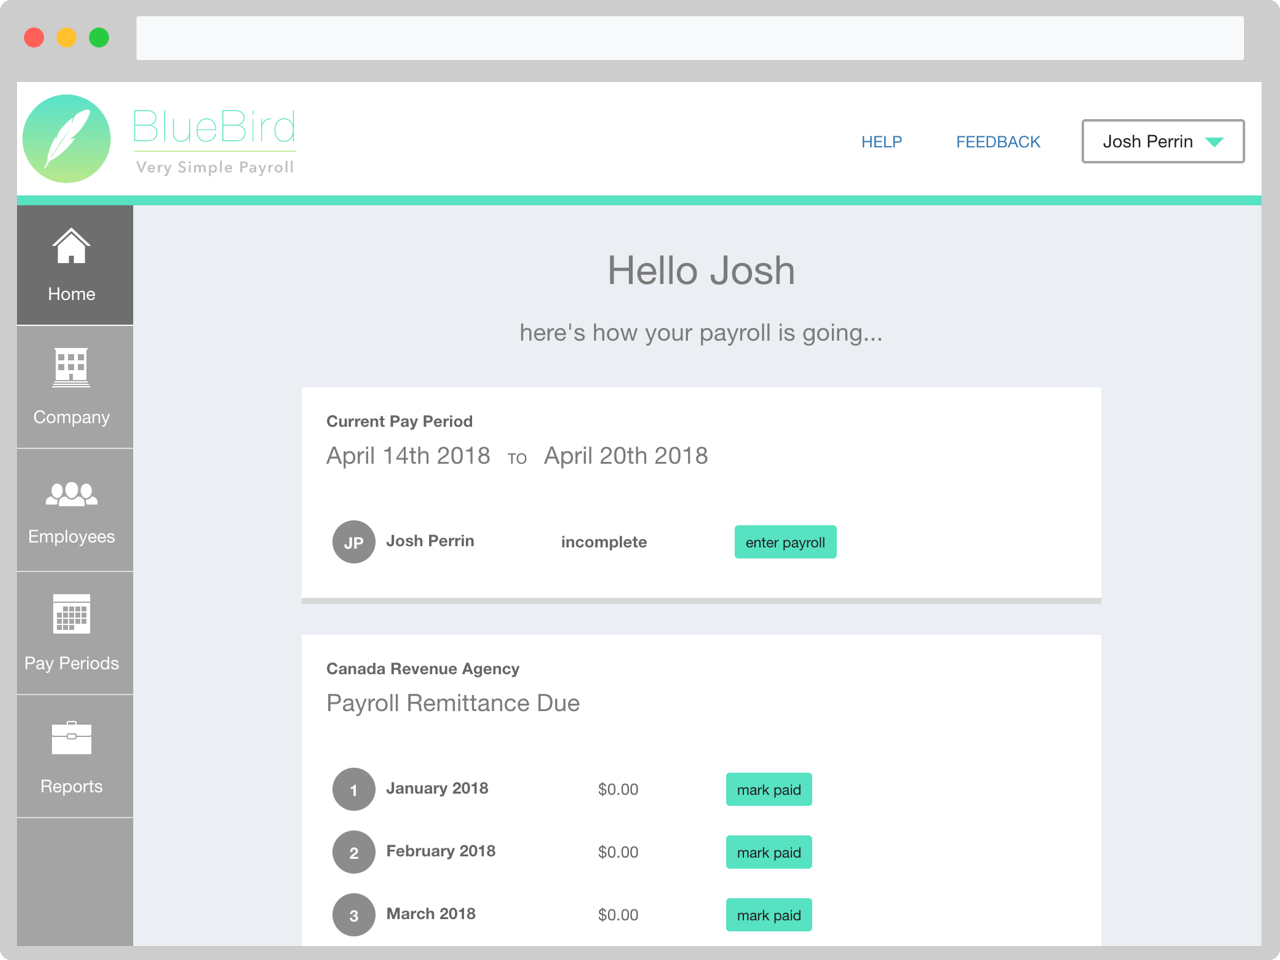 BlueBird
Very Simple Payroll
HELP FEEDBACK Josh Perrin
Home
Company
Employees
Pay Periods
Reports
Hello Josh
here's how your payroll is going...
Current Pay Period
April 14th 2018 TO April 20th 2018
JP Josh Perrin incomplete enter payroll
Canada Revenue Agency
Payroll Remittance Due
1 January 2018 $0.00 mark paid
2 February 2018 $0.00 mark paid
3 March 2018 $0.00 mark paid